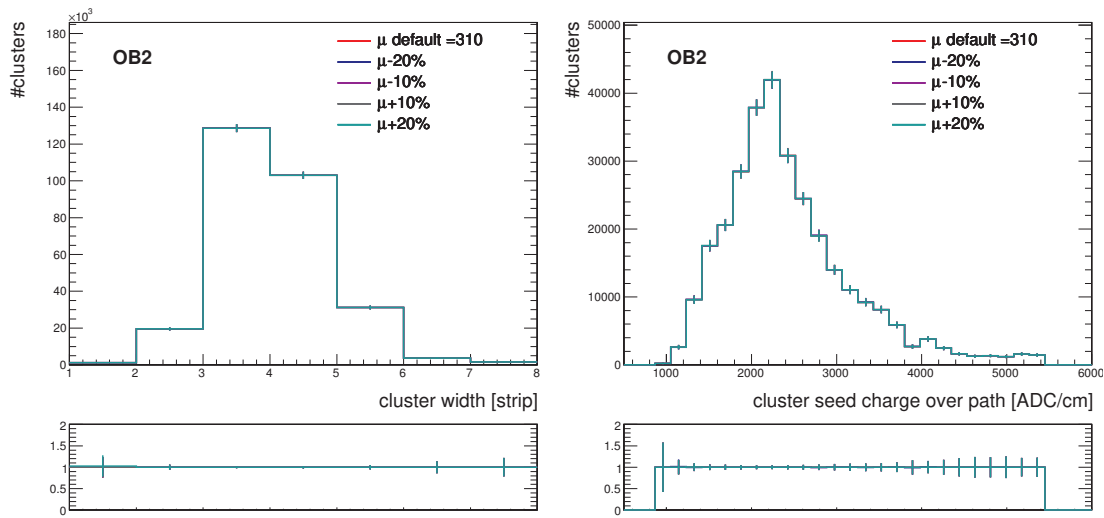 ×10³
180
160
140
120
100
80
60
40
20
0
#clusters
OB2
μ default =310
μ-20%
μ-10%
μ+10%
μ+20%
1 2 3 4 5 6 7 8
cluster width [strip]
2
1.5
1
0.5
0
50000
40000
30000
20000
10000
0
#clusters
OB2
μ default =310
μ-20%
μ-10%
μ+10%
μ+20%
1000 2000 3000 4000 5000 6000
cluster seed charge over path [ADC/cm]
2
1.5
1
0.5
0